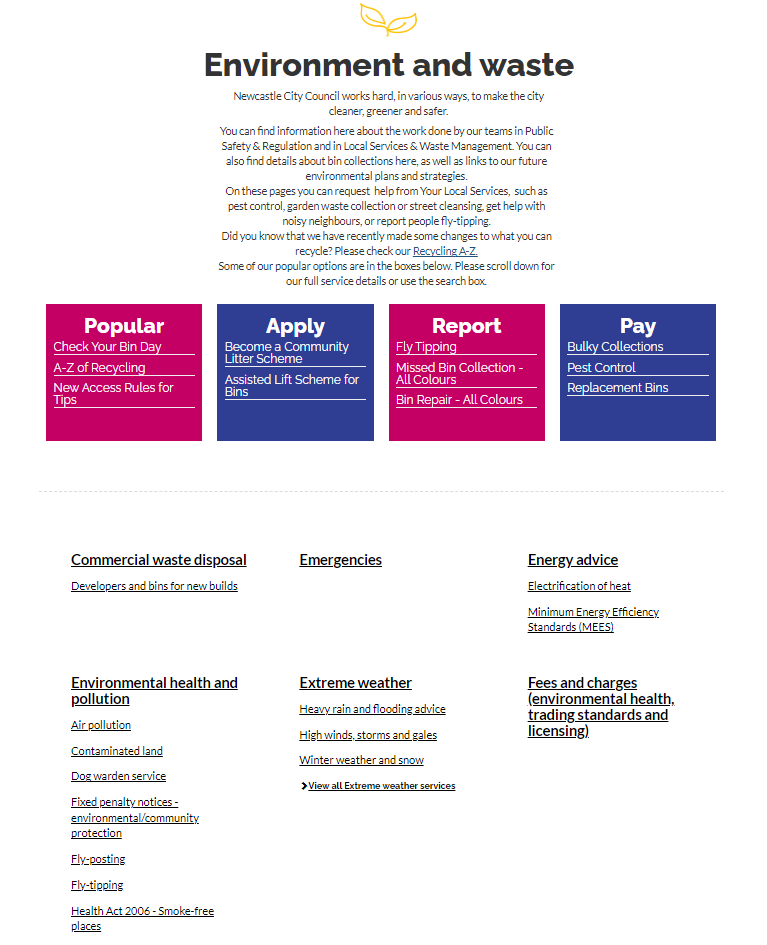 Environment and waste
Newcastle City Council works hard, in various ways, to make the city
cleaner, greener and safer.
You can find information here about the work done by our teams in Public
Safety & Regulation and in Local Services & Waste Management. You can
also find details about bin collections here, as well as links to our future
environmental plans and strategies.
On these pages you can request help from Your Local Services, such as
pest control, garden waste collection or street cleansing, get help with
noisy neighbours, or report people fly-tipping.
Did you know that we have recently made some changes to what you can
recycle? Please check our Recycling A-Z.
Some of our popular options are in the boxes below. Please scroll down for
our full service details or use the search box.
Popular
Check Your Bin Day
A-Z of Recycling
New Access Rules for
Tips
Apply
Become a Community
Litter Scheme
Assisted Lift Scheme for
Bins
Report
Fly Tipping
Missed Bin Collection -
All Colours
Bin Repair - All Colours
Pay
Bulky Collections
Pest Control
Replacement Bins
Commercial waste disposal
Developers and bins for new builds
Emergencies
Energy advice
Electrification of heat
Minimum Energy Efficiency
Standards (MEES)
Environmental health and
pollution
Air pollution
Contaminated land
Dog warden service
Fixed penalty notices -
environmental/community
protection
Fly-posting
Fly-tipping
Health Act 2006 - Smoke-free
places
Extreme weather
Heavy rain and flooding advice
High winds, storms and gales
Winter weather and snow
View all Extreme weather services
Fees and charges
(environmental health,
trading standards and
licensing)